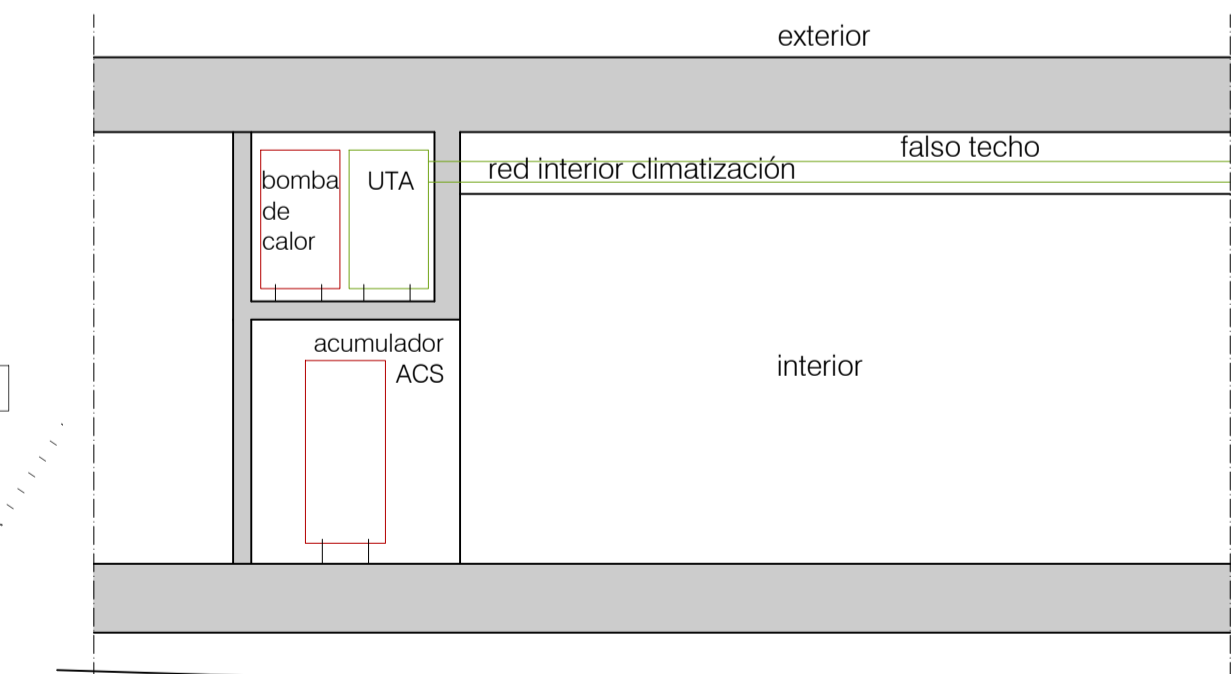 exterior
falso techo
red interior climatización
bomba
de
calor
UTA
acumulador
ACS
interior